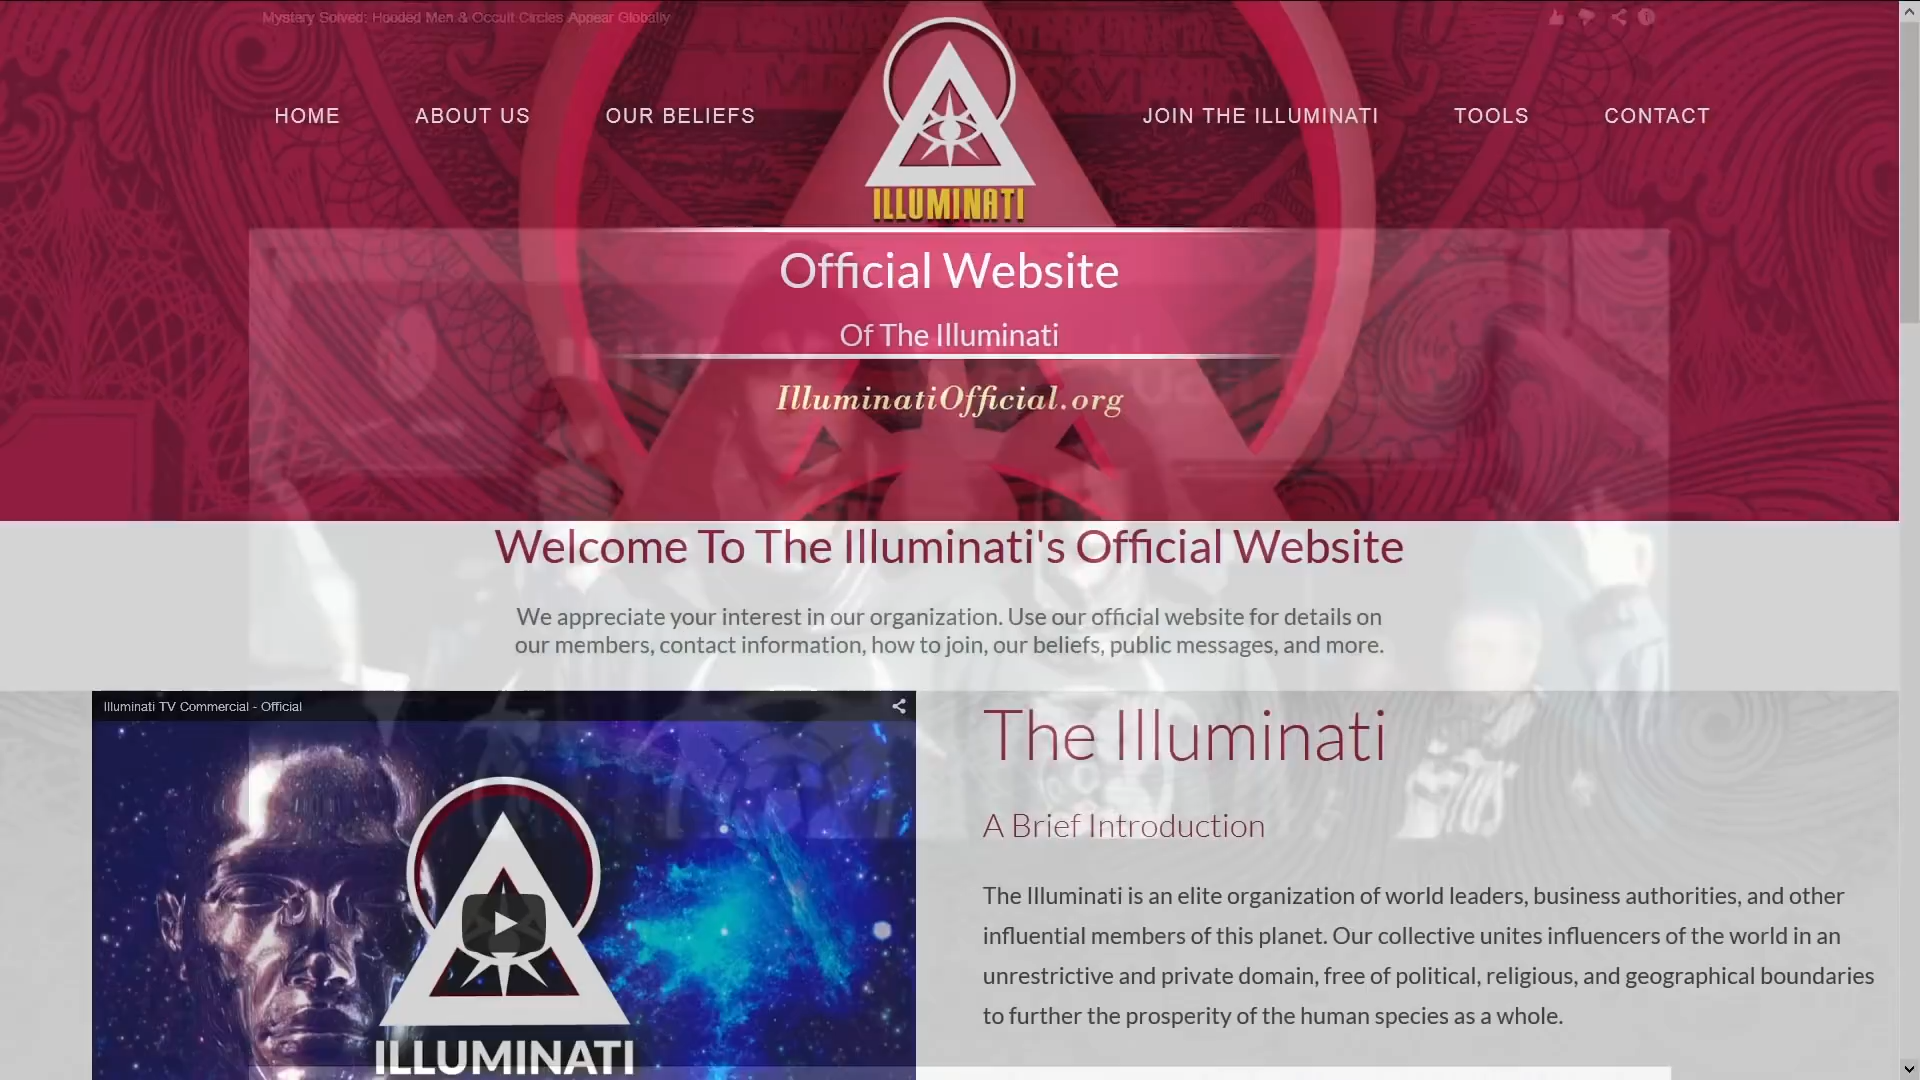 Mystery Solved: Hooded Men & Occult Circles Appear Globally
HOME
ABOUT US
OUR BELIEFS
JOIN THE ILLUMINATI
TOOLS
CONTACT
ILLUMINATI
Official Website
Of The Illuminati
IlluminatiOfficial.org
Welcome To The Illuminati's Official Website
We appreciate your interest in our organization. Use our official website for details on
our members, contact information, how to join, our beliefs, public messages, and more.
Illuminati TV Commercial - Official
ILLUMINATI
The Illuminati
A Brief Introduction
The Illuminati is an elite organization of world leaders, business authorities, and other
influential members of this planet. Our collective unites influencers of the world in an
unrestrictive and private domain, free of political, religious, and geographical boundaries
to further the prosperity of the human species as a whole.